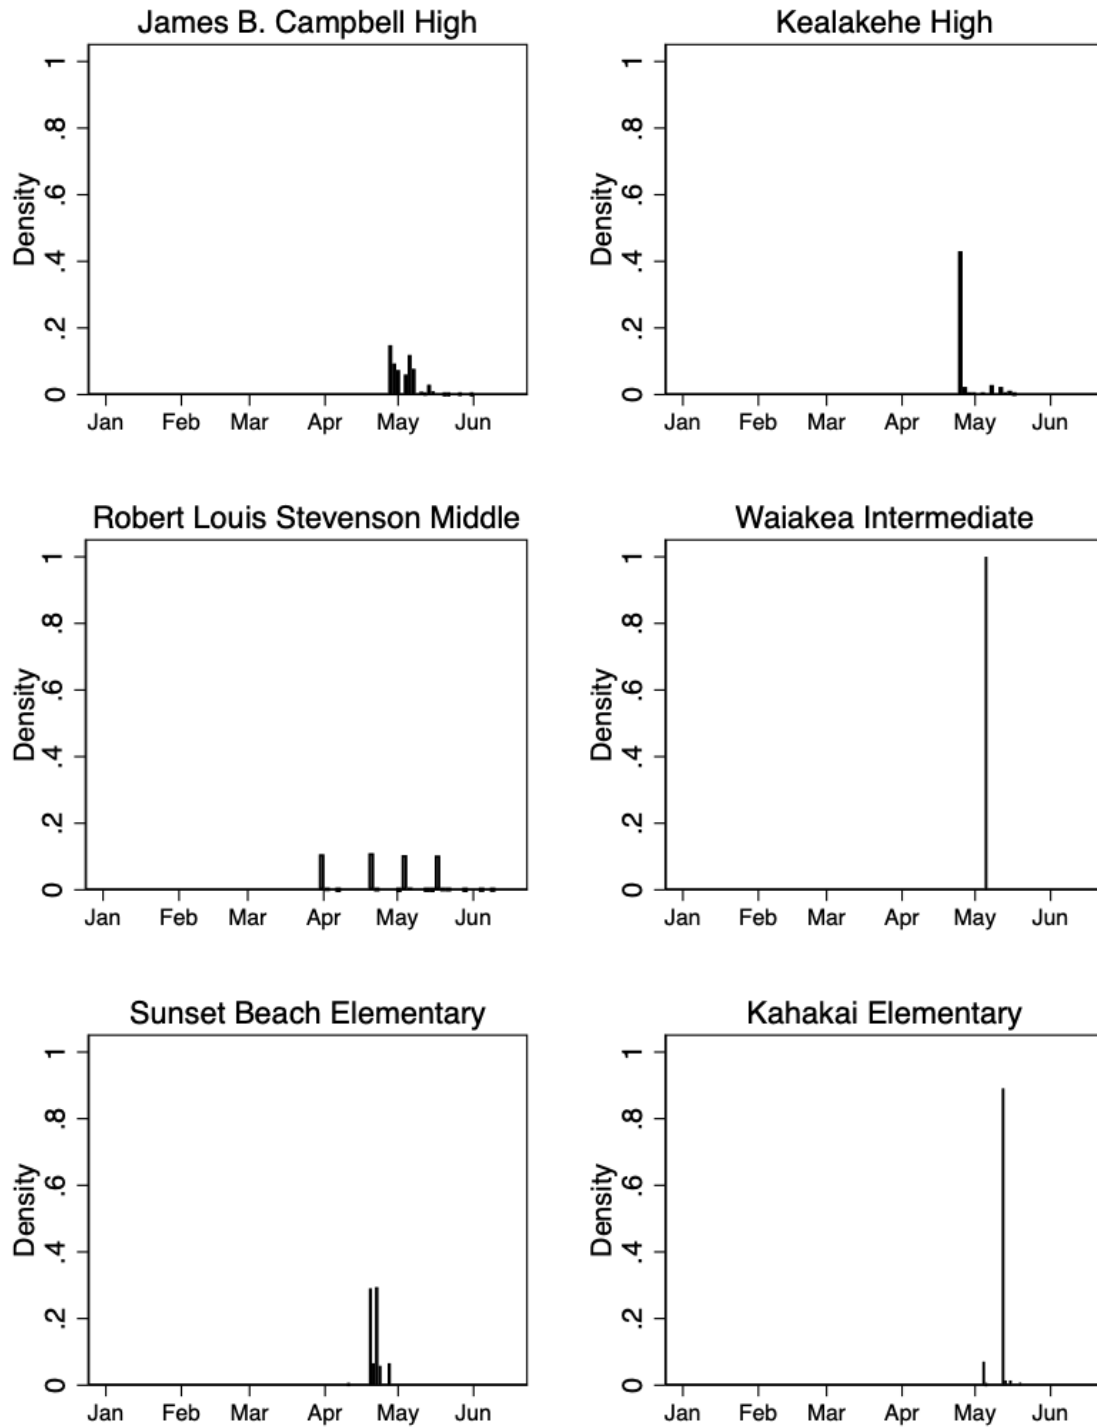 James B. Campbell High
Density
0 .2 .4 .6 .8 1
Jan Feb Mar Apr May Jun
Kealakehe High
Density
0 .2 .4 .6 .8 1
Jan Feb Mar Apr May Jun
Robert Louis Stevenson Middle
Density
0 .2 .4 .6 .8 1
Jan Feb Mar Apr May Jun
Waiakea Intermediate
Density
0 .2 .4 .6 .8 1
Jan Feb Mar Apr May Jun
Sunset Beach Elementary
Density
0 .2 .4 .6 .8 1
Jan Feb Mar Apr May Jun
Kahakai Elementary
Density
0 .2 .4 .6 .8 1
Jan Feb Mar Apr May Jun